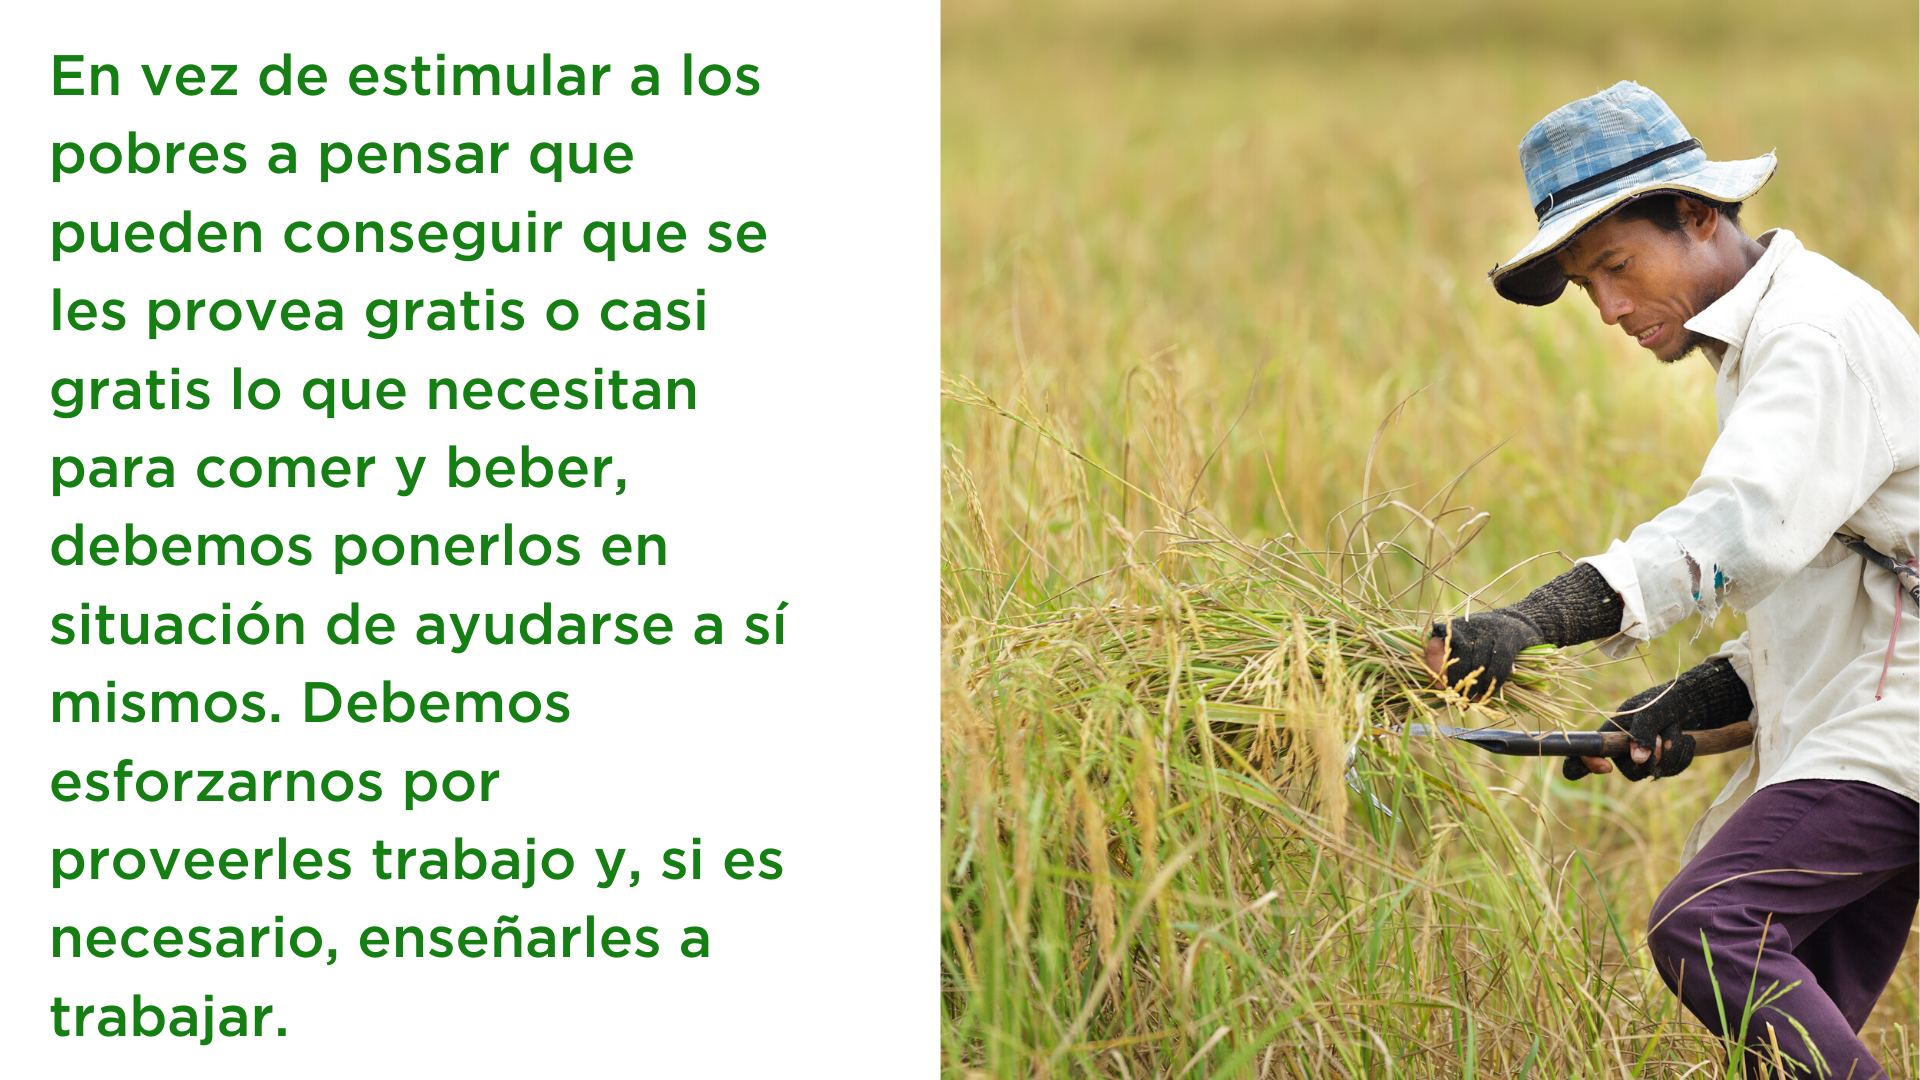 En vez de estimular a los
pobres a pensar que
pueden conseguir que se
les provea gratis o casi
gratis lo que necesitan
para comer y beber,
debemos ponerlos en
situación de ayudarse a sí
mismos. Debemos
esforzarnos por
proveerles trabajo y, si es
necesario, enseñarles a
trabajar.